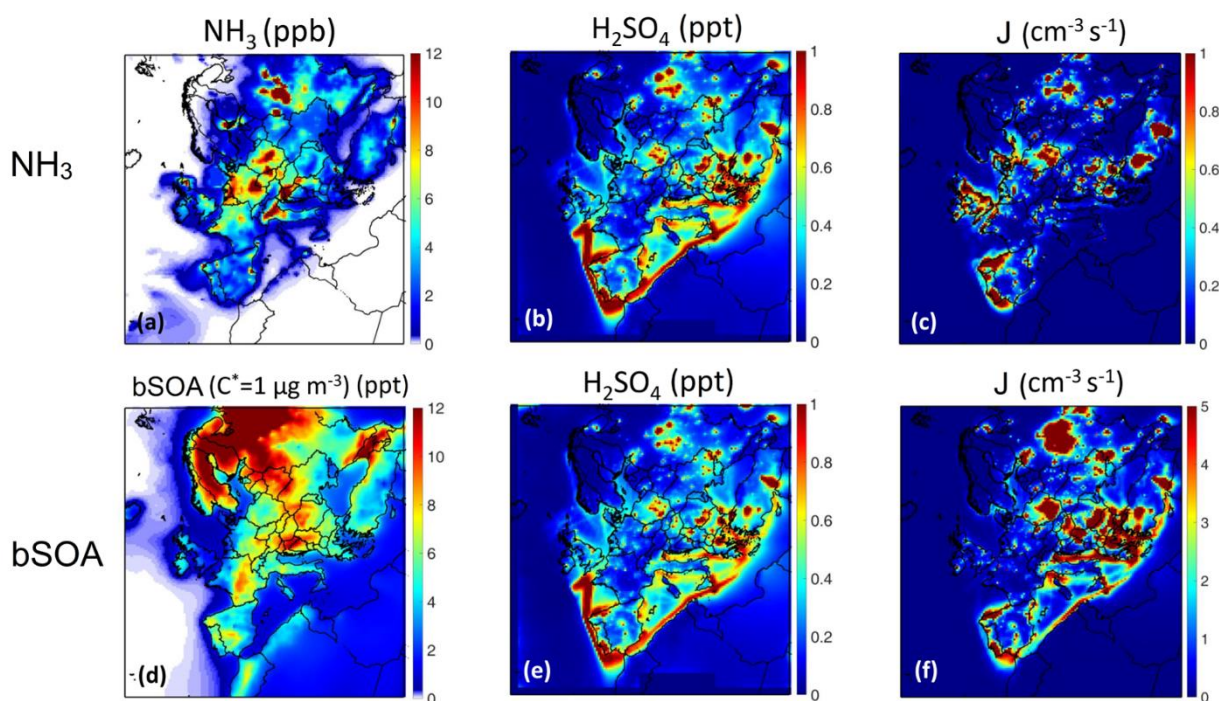 NH₃ (ppb)
H₂SO₄ (ppt)
J (cm⁻³ s⁻¹)
NH₃
12
10
8
6
4
2
0
(a)
1
0.8
0.6
0.4
0.2
0
(b)
1
0.8
0.6
0.4
0.2
0
(c)
bSOA (C*=1 µg m⁻³) (ppt)
H₂SO₄ (ppt)
J (cm⁻³ s⁻¹)
bSOA
12
10
8
6
4
2
0
(d)
1
0.8
0.6
0.4
0.2
0
(e)
5
4
3
2
1
0
(f)